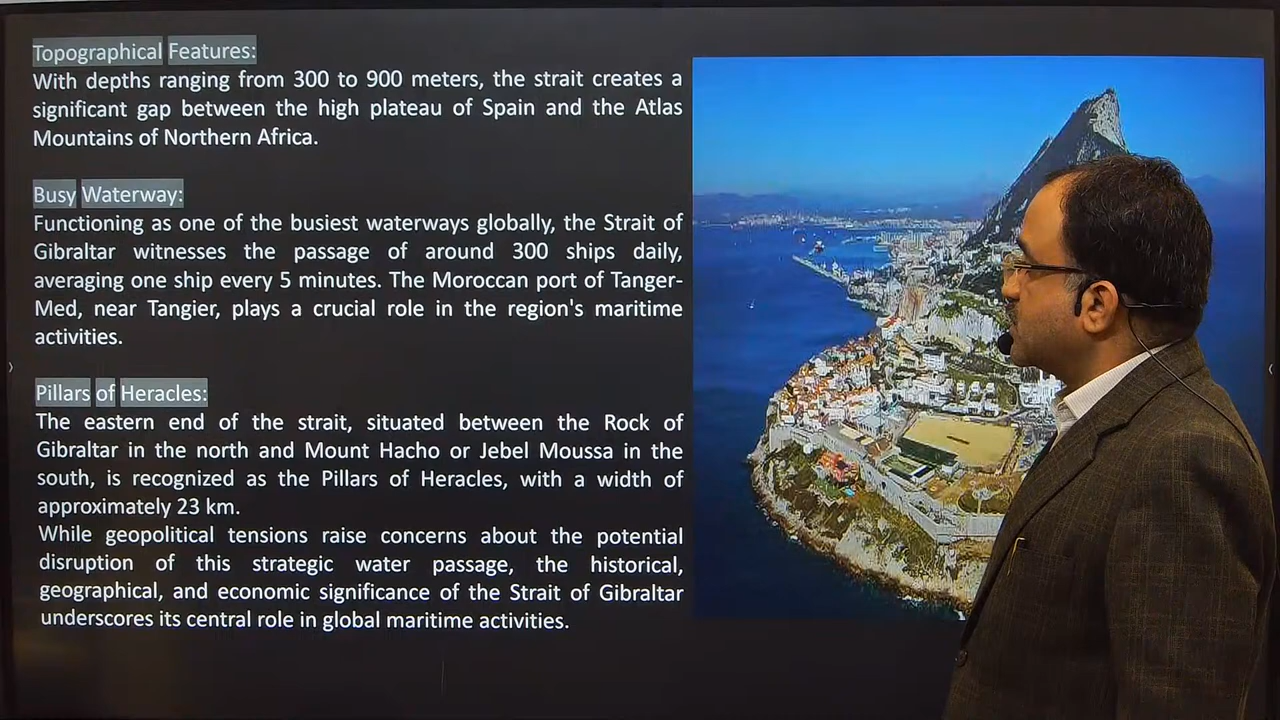 Topographical Features:
With depths ranging from 300 to 900 meters, the strait creates a
significant gap between the high plateau of Spain and the Atlas
Mountains of Northern Africa.
Busy Waterway:
Functioning as one of the busiest waterways globally, the Strait of
Gibraltar witnesses the passage of around 300 ships daily,
averaging one ship every 5 minutes. The Moroccan port of Tanger-
Med, near Tangier, plays a crucial role in the region's maritime
activities.
Pillars of Heracles:
The eastern end of the strait, situated between the Rock of
Gibraltar in the north and Mount Hacho or Jebel Moussa in the
south, is recognized as the Pillars of Heracles, with a width of
approximately 23 km.
While geopolitical tensions raise concerns about the potential
disruption of this strategic water passage, the historical,
geographical, and economic significance of the Strait of Gibraltar
underscores its central role in global maritime activities.